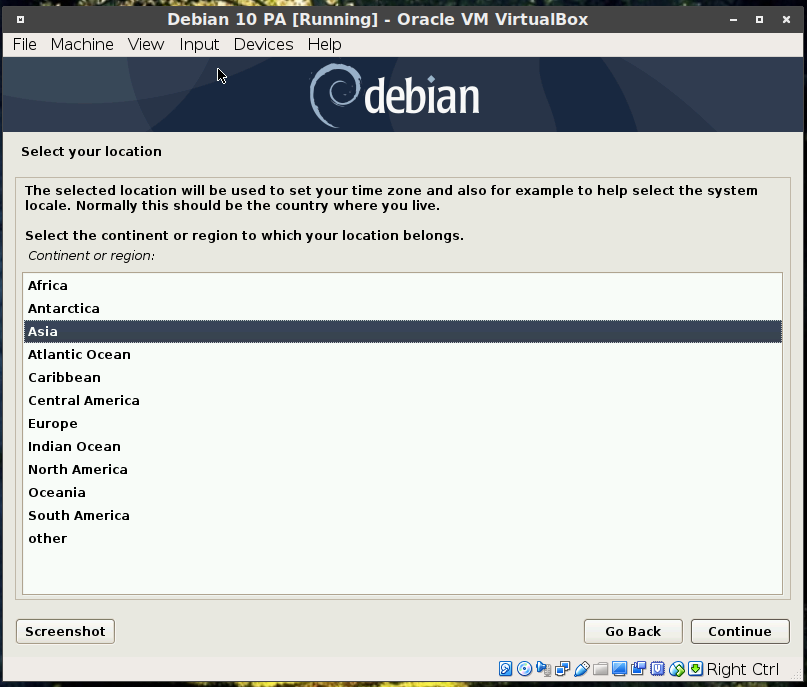 Debian 10 PA [Running] - Oracle VM VirtualBox
File Machine View Input Devices Help
debian
Select your location
The selected location will be used to set your time zone and also for example to help select the system
locale. Normally this should be the country where you live.
Select the continent or region to which your location belongs.
Continent or region:
Africa
Antarctica
Asia
Atlantic Ocean
Caribbean
Central America
Europe
Indian Ocean
North America
Oceania
South America
other
Screenshot Go Back Continue
Right Ctrl